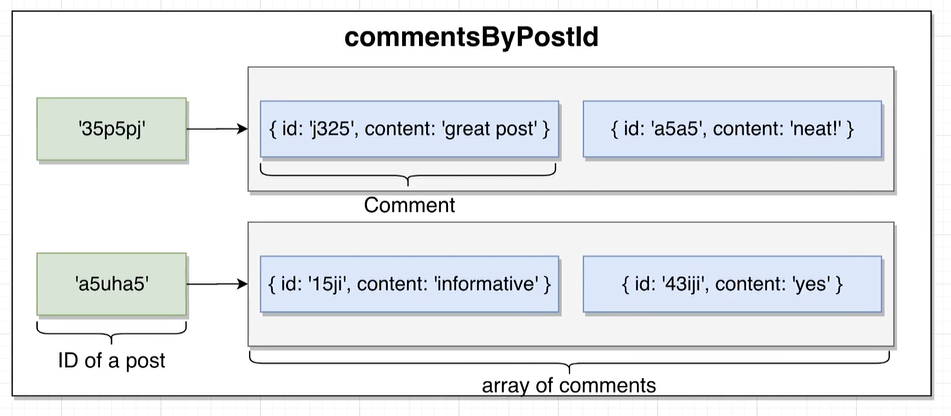 commentsByPostId
'35p5pj'
{ id: 'j325', content: 'great post' }
{ id: 'a5a5', content: 'neat!' }
Comment
'a5uha5'
{ id: '15ji', content: 'informative' }
{ id: '43iji', content: 'yes' }
ID of a post
array of comments